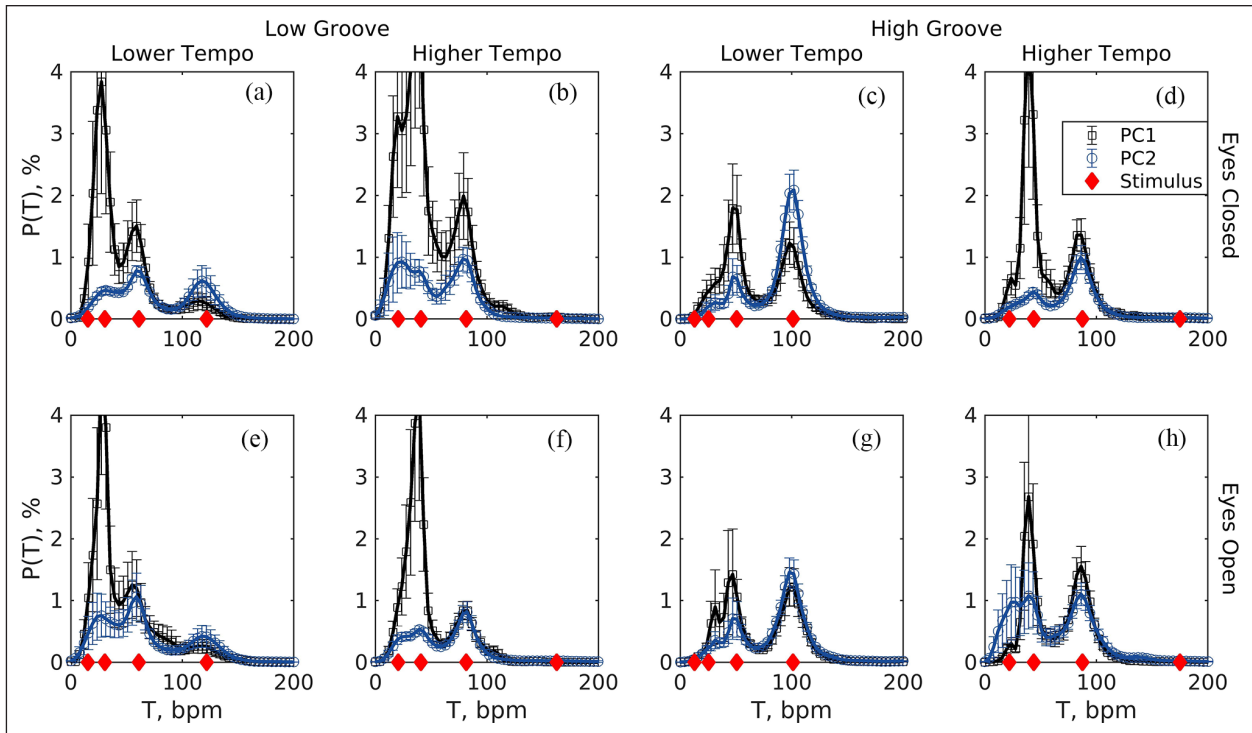 Low Groove High Groove
Lower Tempo Higher Tempo Lower Tempo Higher Tempo
4 4 4 4
(a) (b) (c) (d)
3 3 3 3
PC1
PC2
Stimulus
2 2 2 2
1 1 1 1
0 0 0 0
P(T), %
Eyes Closed
0 100 200 0 100 200 0 100 200 0 100 200
4 4 4 4
(e) (f) (g) (h)
3 3 3 3
2 2 2 2
1 1 1 1
0 0 0 0
P(T), %
Eyes Open
0 100 200 0 100 200 0 100 200 0 100 200
T, bpm T, bpm T, bpm T, bpm